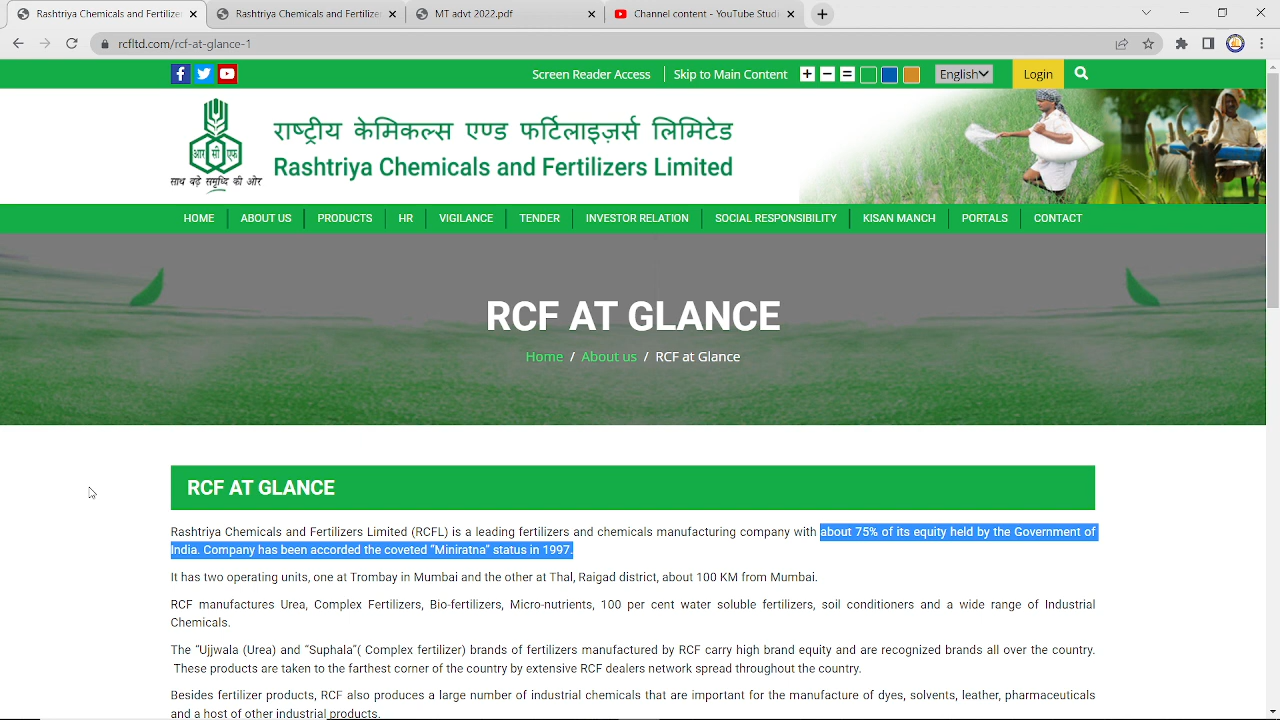 Rashtriya Chemicals and Fertilizer
Rashtriya Chemicals and Fertilize
MT advt 2022.pdf
Channel content - YouTube Studi
rcfltd.com/rcf-at-glance-1
Screen Reader Access
Skip to Main Content
English
Login
राष्ट्रीय केमिकल्स एण्ड फर्टिलाइज़र्स लिमिटेड
Rashtriya Chemicals and Fertilizers Limited
आर सी एफ
साथ बढ़े समृध्दि की ओर
HOME
ABOUT US
PRODUCTS
HR
VIGILANCE
TENDER
INVESTOR RELATION
SOCIAL RESPONSIBILITY
KISAN MANCH
PORTALS
CONTACT
RCF AT GLANCE
Home / About us / RCF at Glance
RCF AT GLANCE
Rashtriya Chemicals and Fertilizers Limited (RCFL) is a leading fertilizers and chemicals manufacturing company with about 75% of its equity held by the Government of
India. Company has been accorded the coveted “Miniratna” status in 1997.
It has two operating units, one at Trombay in Mumbai and the other at Thal, Raigad district, about 100 KM from Mumbai.
RCF manufactures Urea, Complex Fertilizers, Bio-fertilizers, Micro-nutrients, 100 per cent water soluble fertilizers, soil conditioners and a wide range of Industrial
Chemicals.
The “Ujjwala (Urea) and “Suphala”( Complex fertilizer) brands of fertilizers manufactured by RCF carry high brand equity and are recognized brands all over the country.
These products are taken to the farthest corner of the country by extensive RCF dealers network spread throughout the country.
Besides fertilizer products, RCF also produces a large number of industrial chemicals that are important for the manufacture of dyes, solvents, leather, pharmaceuticals
and a host of other industrial products.